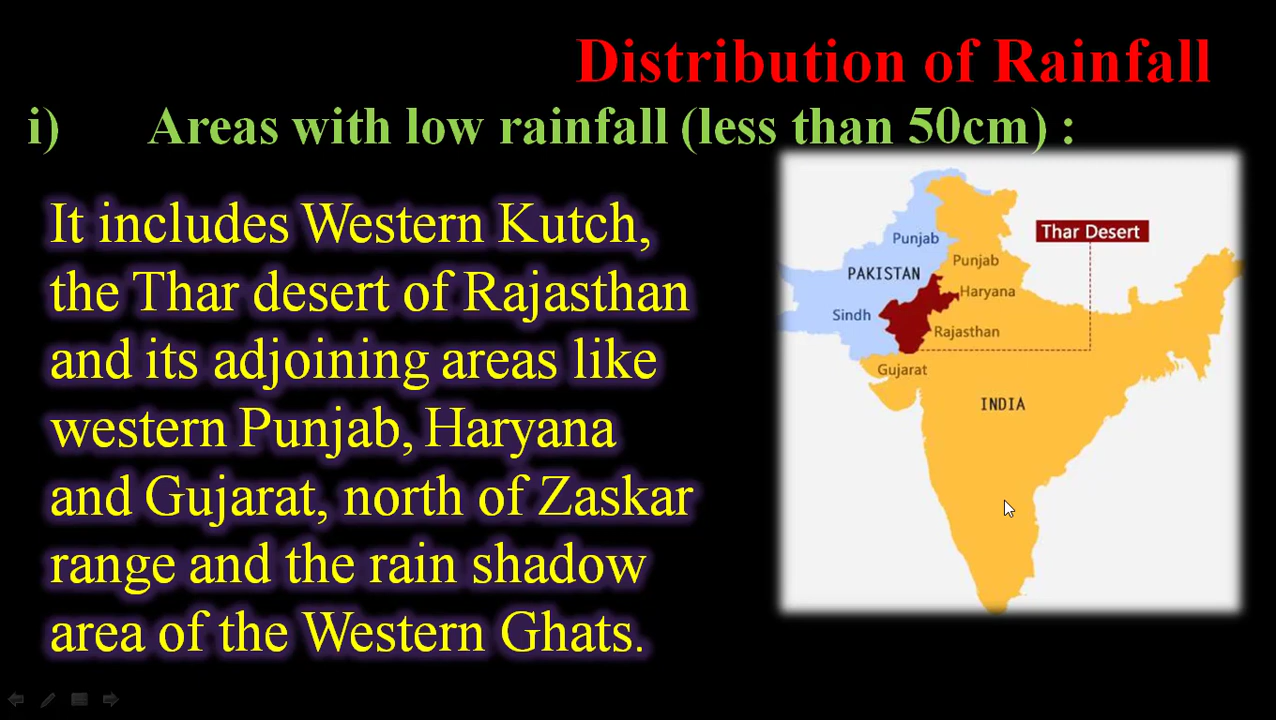 Distribution of Rainfall
i) Areas with low rainfall (less than 50cm) :
It includes Western Kutch,
the Thar desert of Rajasthan
and its adjoining areas like
western Punjab, Haryana
and Gujarat, north of Zaskar
range and the rain shadow
area of the Western Ghats.
Thar Desert
Punjab
Punjab
PAKISTAN
Haryana
Sindh
Rajasthan
Gujarat
INDIA